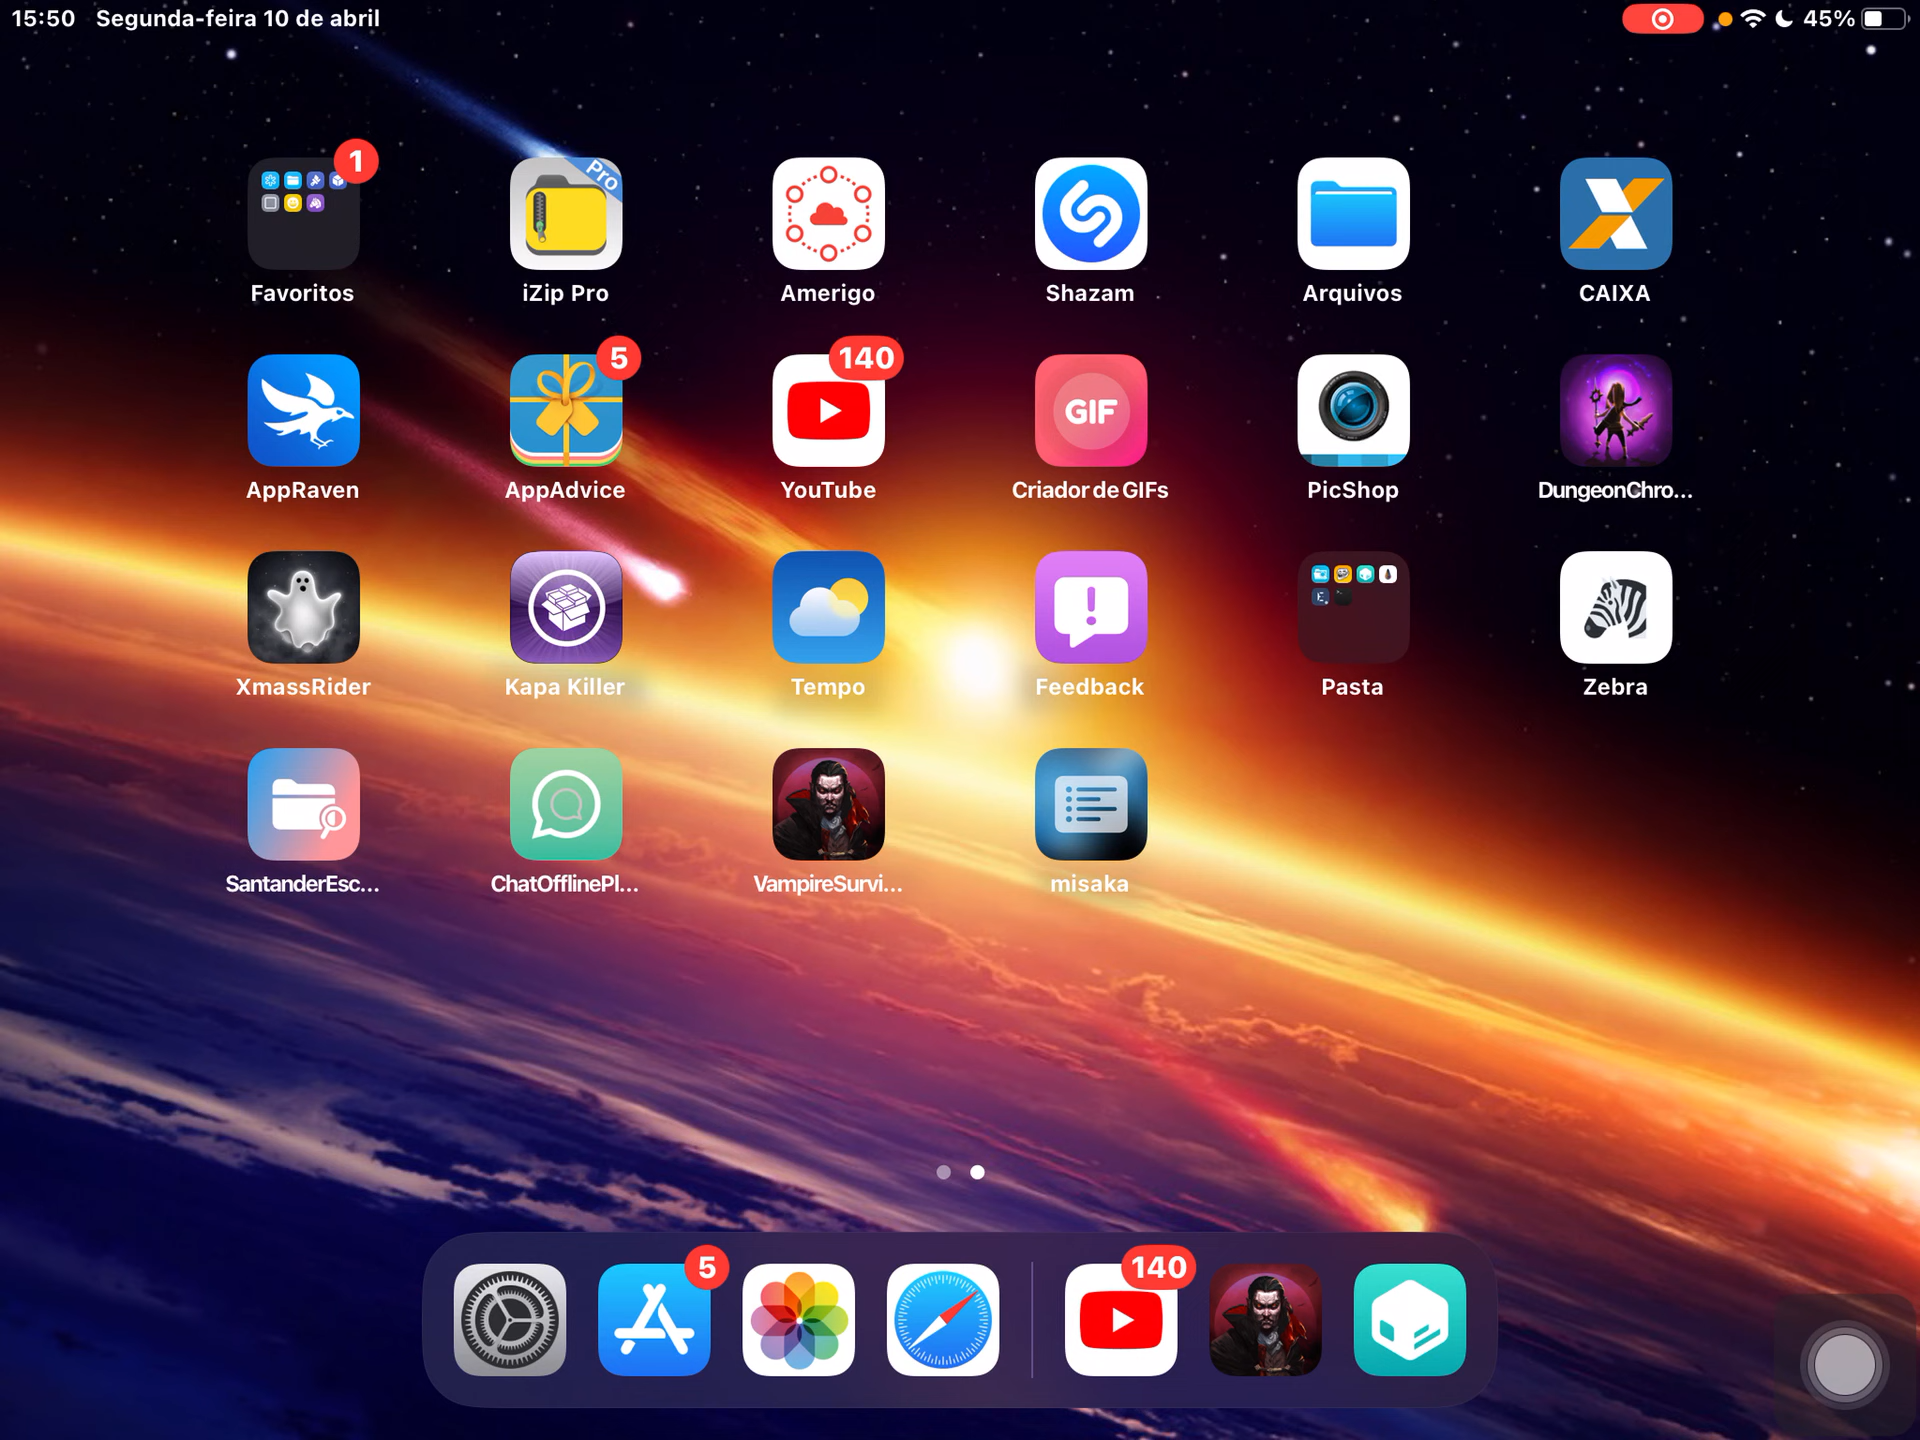 15:50 Segunda-feira 10 de abril
45%
1
Pro
Favoritos
iZip Pro
Amerigo
Shazam
Arquivos
CAIXA
5
140
GIF
AppRaven
AppAdvice
YouTube
Criador de GIFs
PicShop
DungeonChro...
XmassRider
Kapa Killer
Tempo
Feedback
Pasta
Zebra
SantanderEsc...
ChatOfflinePl...
VampireSurvi...
misaka
5
140